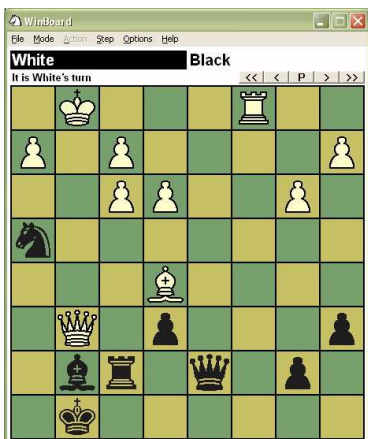 WinBoard
File Mode Action Step Options Help
White Black
It is White's turn << < P > >>